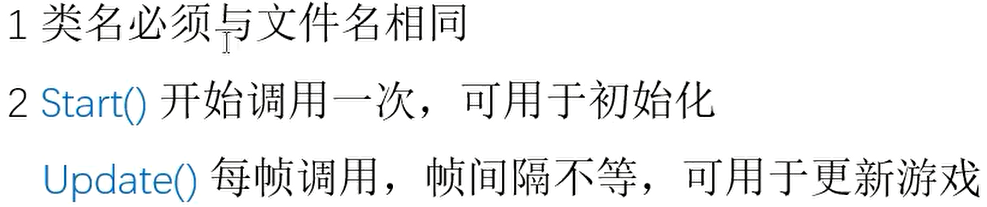 1 类名必须与文件名相同
2 Start() 开始调用一次，可用于初始化
Update() 每帧调用，帧间隔不等，可用于更新游戏